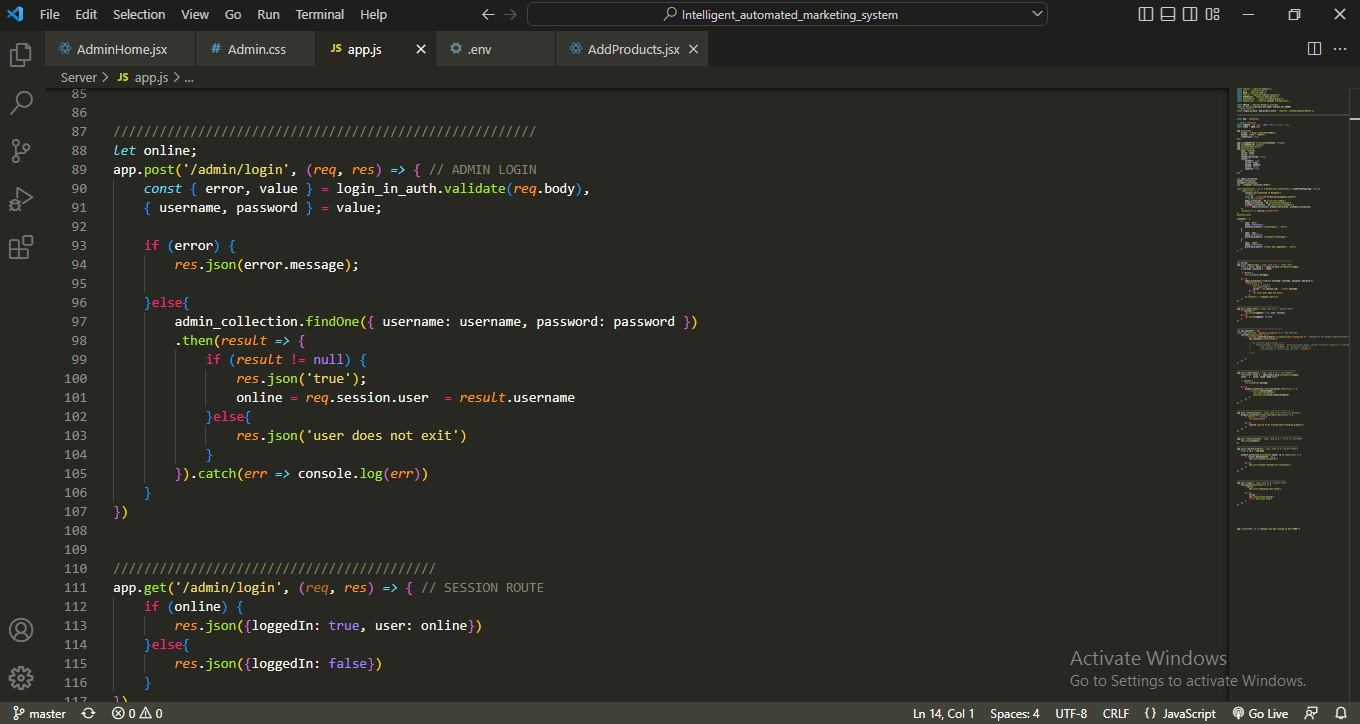 File Edit Selection View Go Run Terminal Help Intelligent_automated_marketing_system
AdminHome.jsx # Admin.css JS app.js .env AddProducts.jsx
Server > JS app.js > ...
85
86
87 ///////////////////////////////////////////////////////
88 let online;
89 app.post('/admin/login', (req, res) => { // ADMIN LOGIN
90 const { error, value } = login_in_auth.validate(req.body),
91 { username, password } = value;
92
93 if (error) {
94 res.json(error.message);
95
96 }else{
97 admin_collection.findOne({ username: username, password: password })
98 .then(result => {
99 if (result != null) {
100 res.json('true');
101 online = req.session.user  = result.username
102 }else{
103 res.json('user does not exit')
104 }
105 }).catch(err => console.log(err))
106 }
107 })
108
109
110 //////////////////////////////////////////
111 app.get('/admin/login', (req, res) => { // SESSION ROUTE
112 if (online) {
113 res.json({loggedIn: true, user: online})
114 }else{
115 res.json({loggedIn: false})
116 }
117 })
Activate Windows
Go to Settings to activate Windows.
master 0 0 Ln 14, Col 1 Spaces: 4 UTF-8 CRLF {} JavaScript Go Live